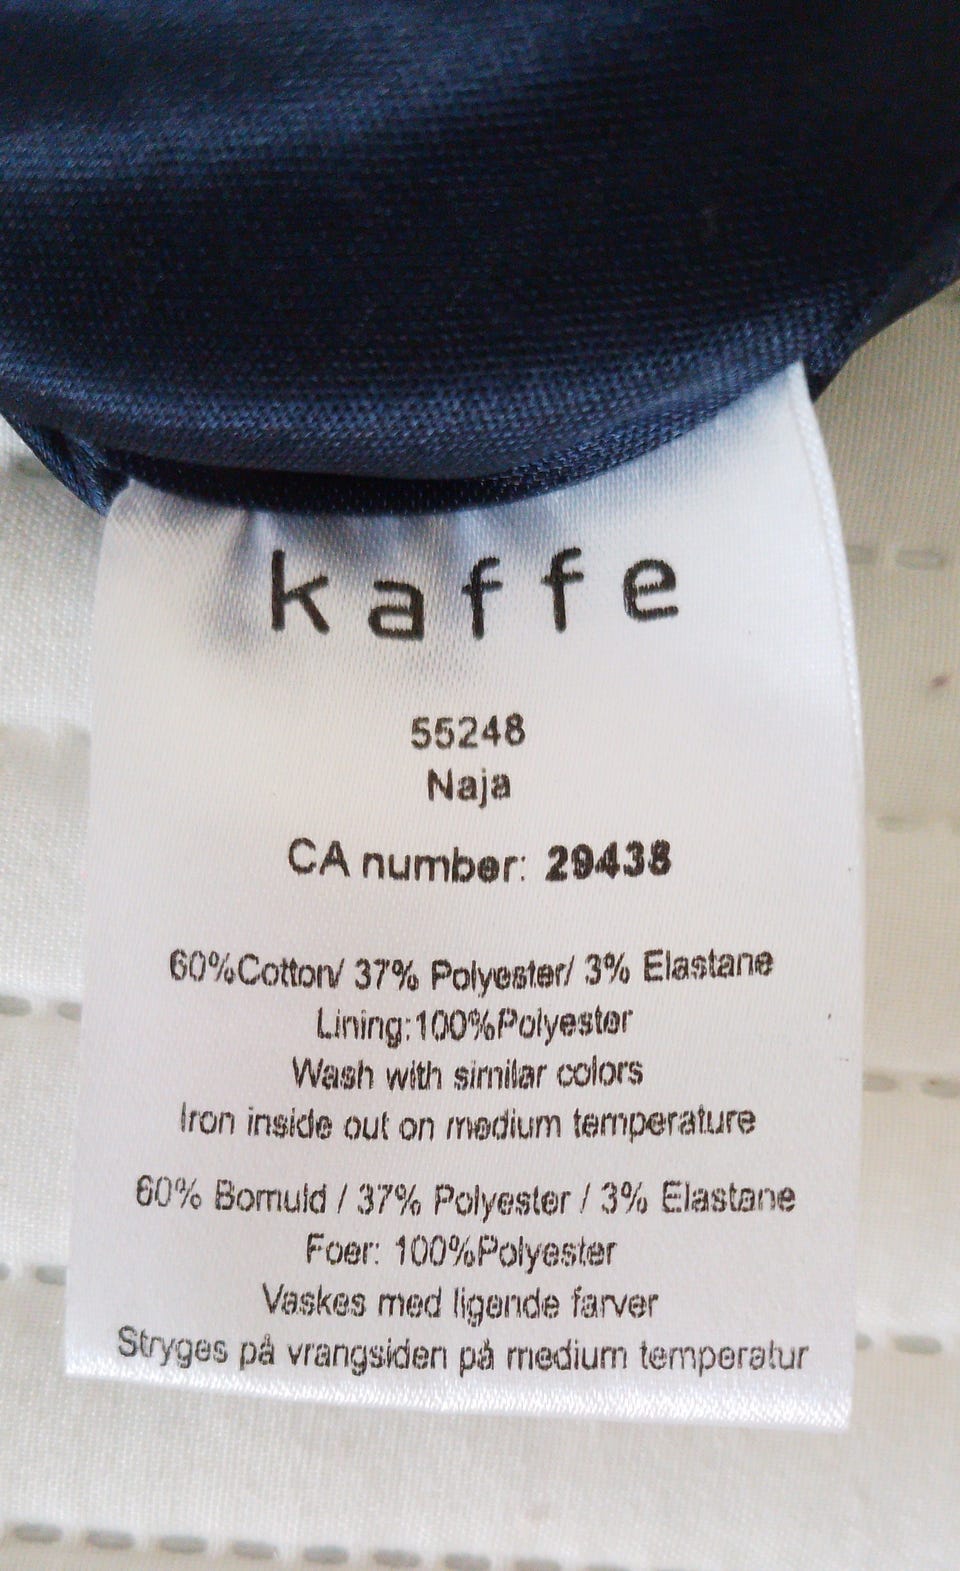 kaffe
55248
Naja
CA number: 29438
60%Cotton/ 37% Polyester/ 3% Elastane
Lining:100%Polyester
Wash with similar colors
Iron inside out on medium temperature
60% Bomuld / 37% Polyester / 3% Elastane
Foer: 100%Polyester
Vaskes med ligende farver
Stryges på vrangsiden på medium temperatur